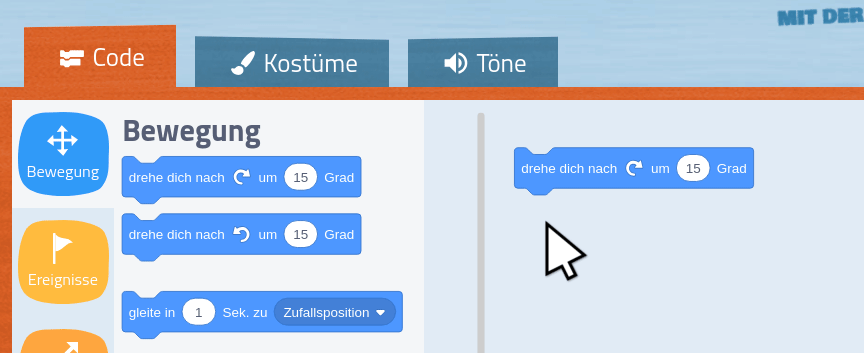 MIT DER
Code
Kostüme
Töne
Bewegung
Ereignisse
Bewegung
drehe dich nach um 15 Grad
drehe dich nach um 15 Grad
gleite in 1 Sek. zu Zufallsposition
drehe dich nach um 15 Grad